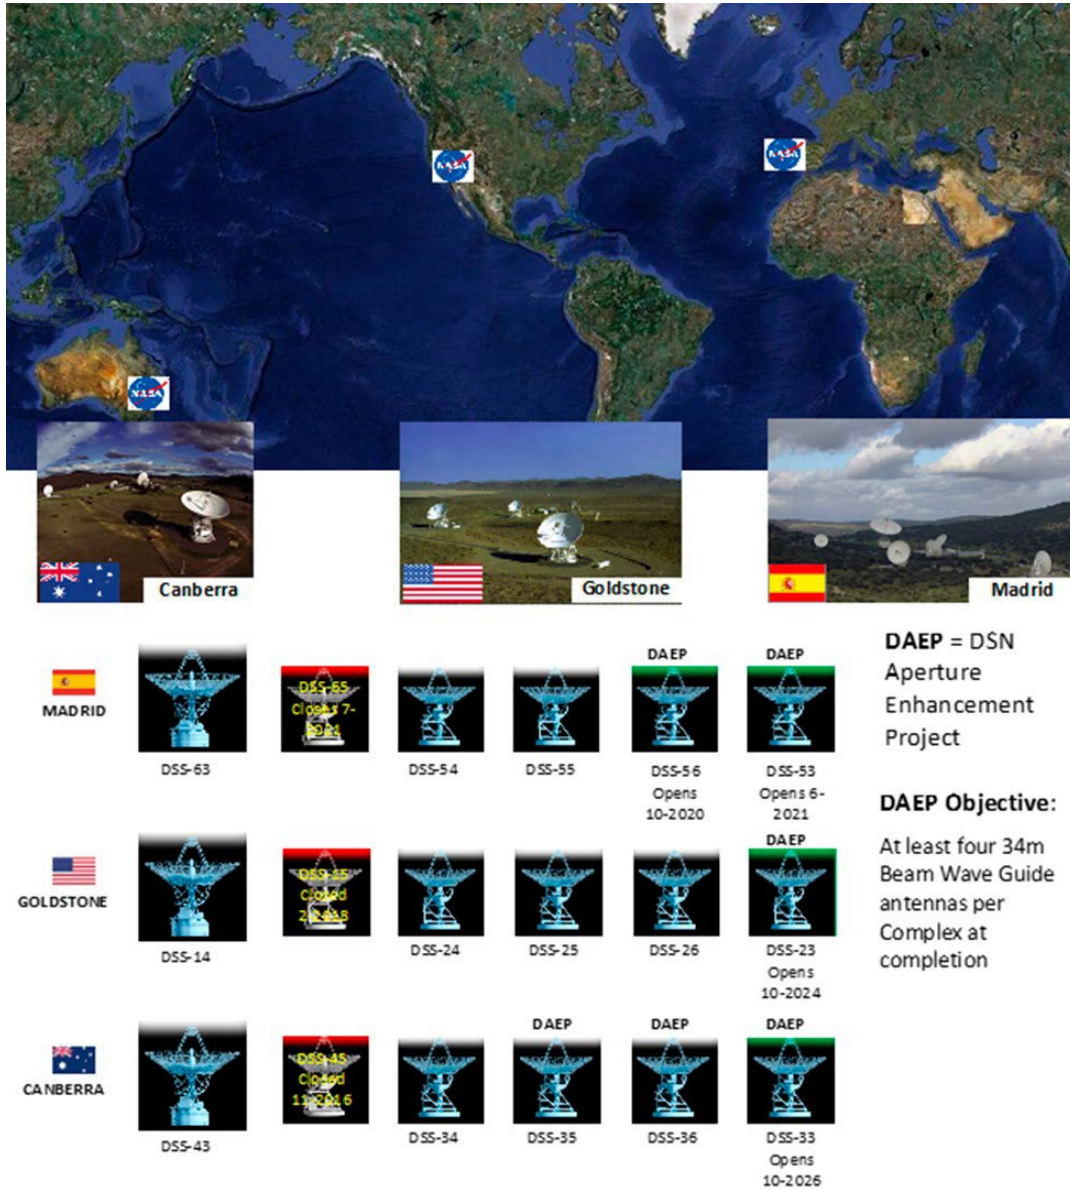 NASA
NASA
NASA
Canberra
Goldstone
Madrid
MADRID
DSS-63
DSS-65
Closes 7-
2021
DSS-54
DSS-55
DAEP
DSS-56
Opens
10-2020
DAEP
DSS-53
Opens 6-
2021
DAEP = DSN
Aperture
Enhancement
Project
DAEP Objective:
At least four 34m
Beam Wave Guide
antennas per
Complex at
completion
GOLDSTONE
DSS-14
DSS-15
Closed
2-2018
DSS-24
DSS-25
DSS-26
DAEP
DSS-23
Opens
10-2024
CANBERRA
DSS-43
DSS-45
Closed
11-2016
DSS-34
DAEP
DSS-35
DAEP
DSS-36
DAEP
DSS-33
Opens
10-2026